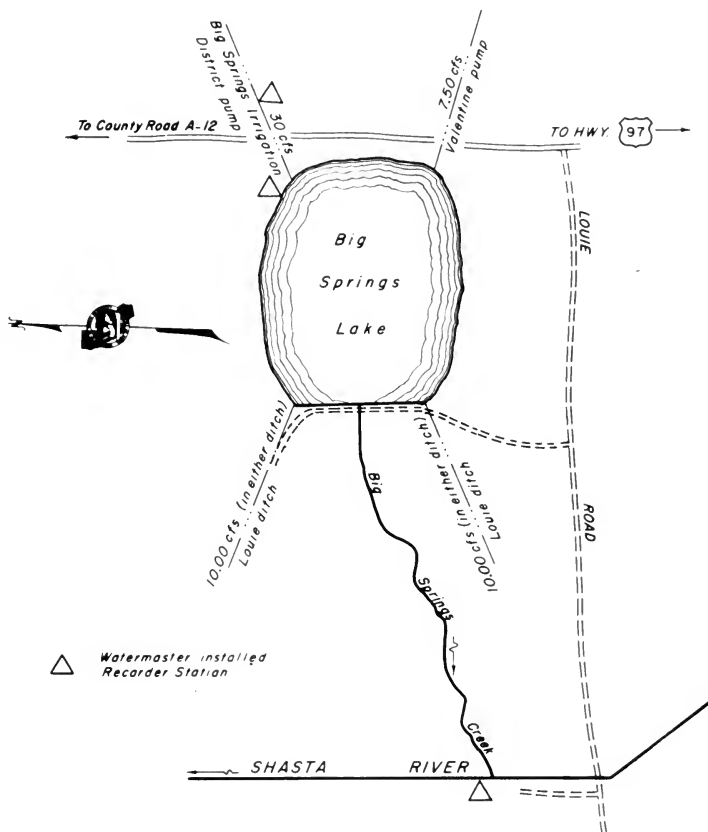 Big Springs Irrigation
District pump
30 cfs
7.50 cfs
Valentine pump
To County Road A-12
TO HWY. 97
LOUIE
ROAD
Big
Springs
Lake
10.00 cfs (in either ditch)
Louie ditch
Louie ditch
10.00 cfs (in either ditch)
Big
Springs
Creek
Watermaster installed
Recorder Station
SHASTA RIVER